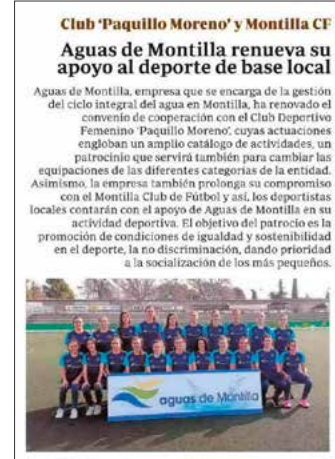 Club 'Paquillo Moreno' y Montilla CF
Aguas de Montilla renueva su
apoyo al deporte de base local
Aguas de Montilla, empresa que se encarga de la gestión
del ciclo integral del agua en Montilla, ha renovado el
convenio de cooperación con el Club Deportivo
Femenino 'Paquillo Moreno', cuyas actuaciones
engloban un amplio catálogo de actividades, un
patrocinio que servirá también para cambiar las
equipaciones de las diferentes categorías de la entidad.
Asimismo, la empresa también prolonga su compromiso
con el Montilla Club de Fútbol y así, los deportistas
locales contarán con el apoyo de Aguas de Montilla en su
actividad deportiva. El objetivo del patrocio es la
promoción de condiciones de igualdad y sostenibilidad
en el deporte, la no discriminación, dando prioridad
a la socialización de los más pequeños.
aguas de Montilla